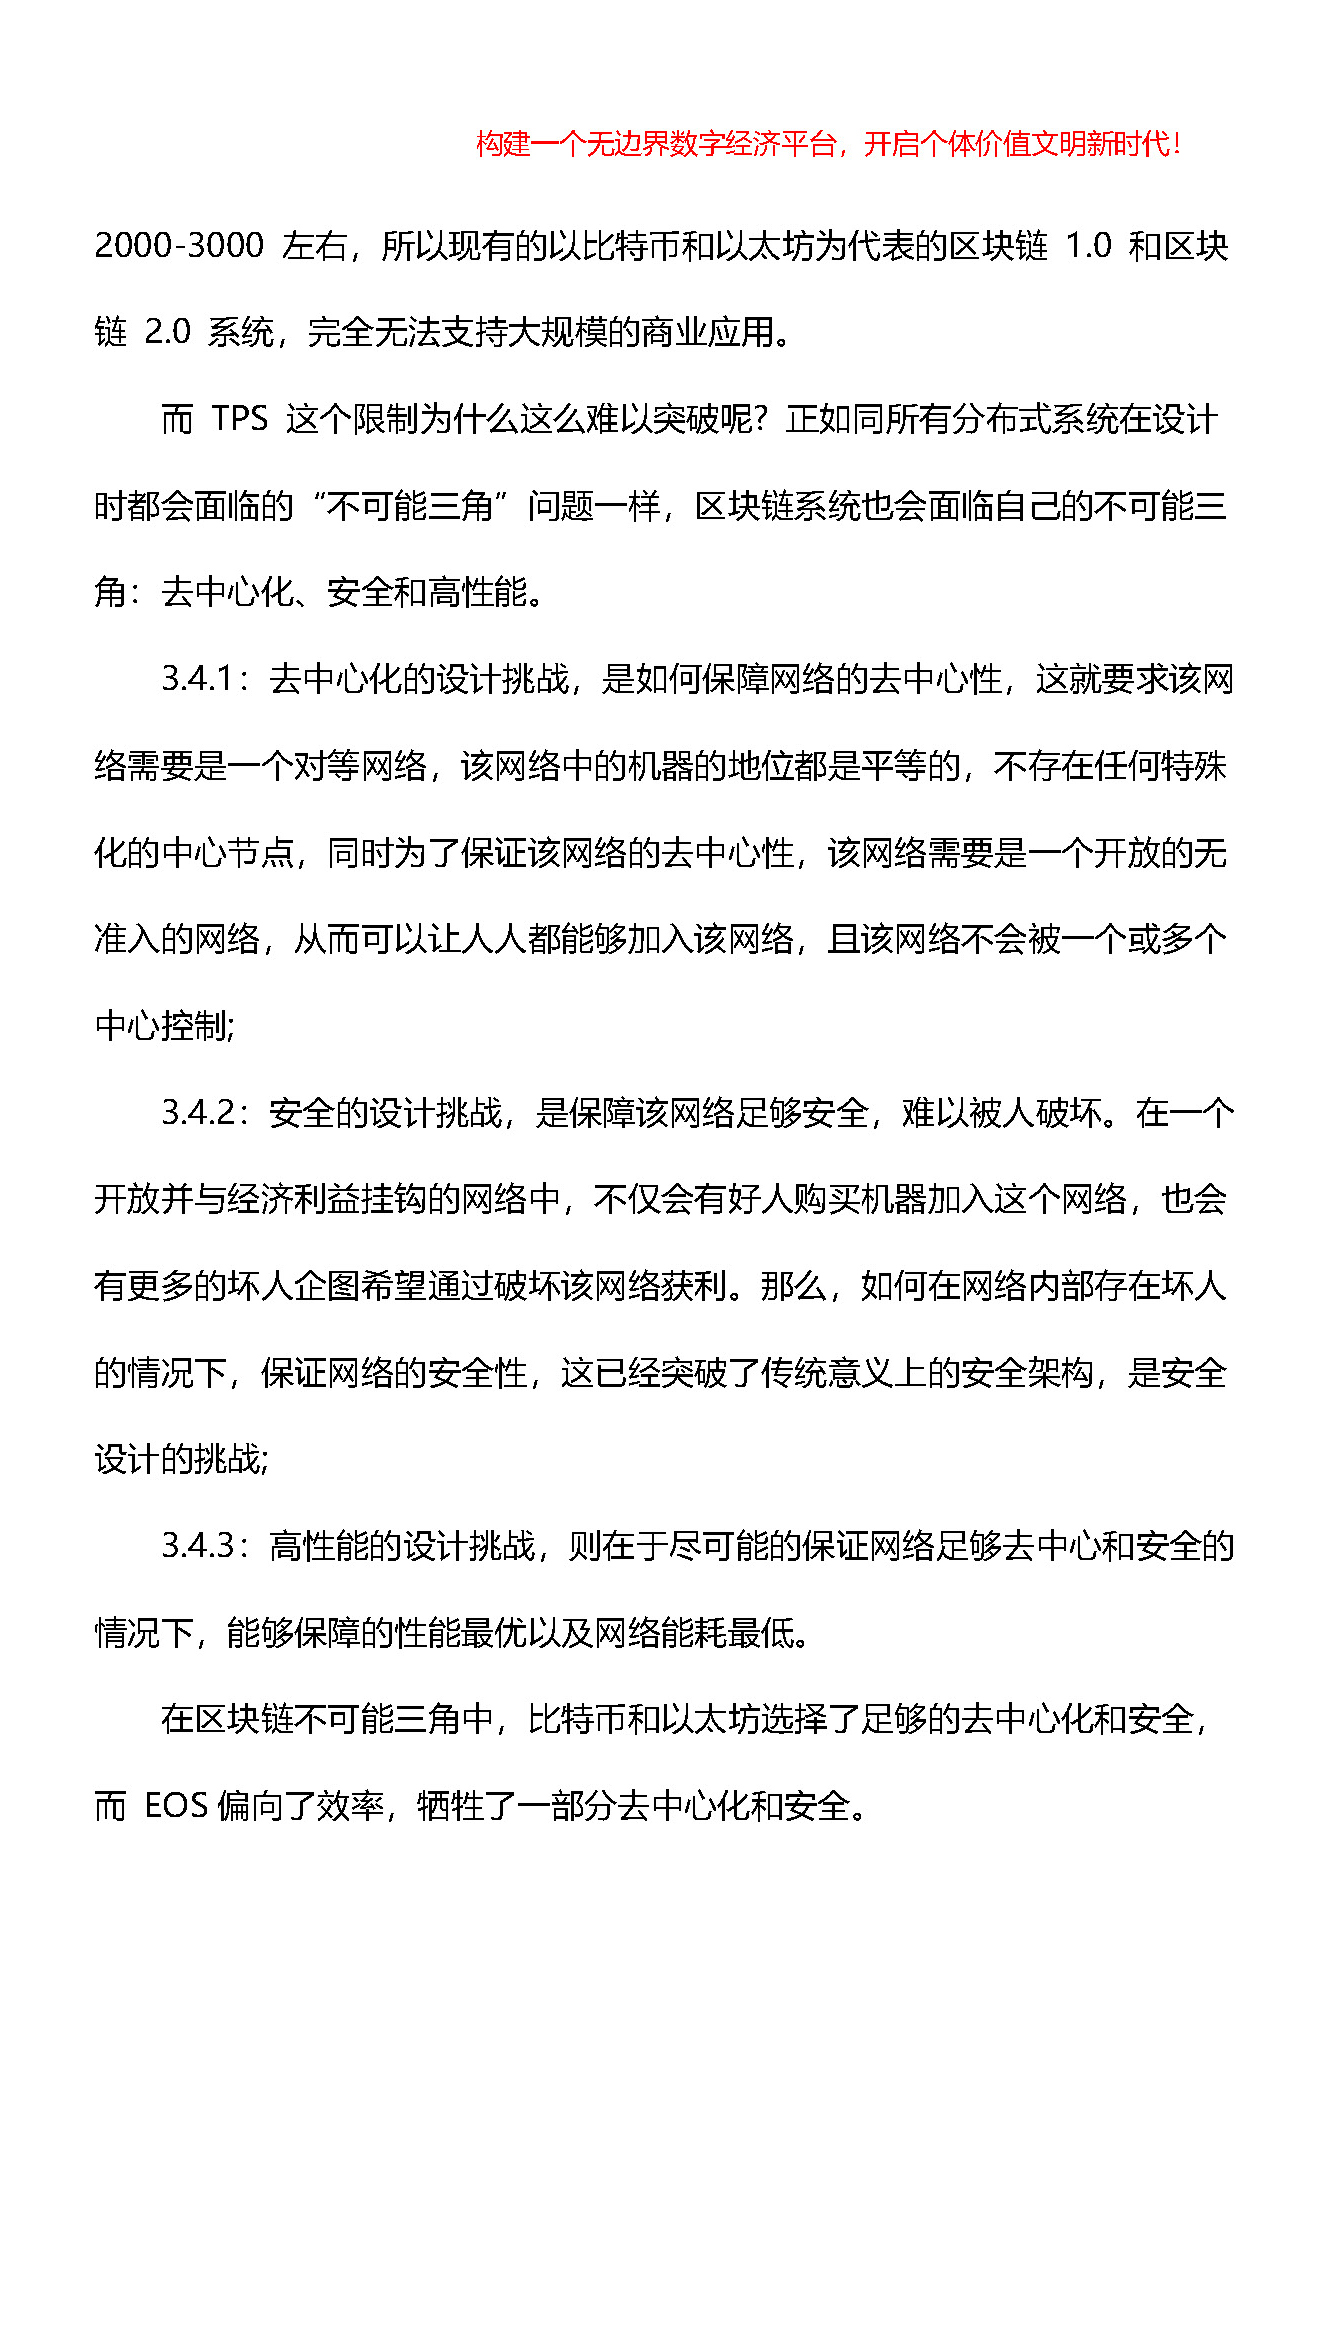 构建一个无边界数字经济平台，开启个体价值文明新时代！
2000-3000 左右，所以现有的以比特币和以太坊为代表的区块链 1.0 和区块
链 2.0 系统，完全无法支持大规模的商业应用。
而 TPS 这个限制为什么这么难以突破呢？正如同所有分布式系统在设计
时都会面临的“不可能三角”问题一样，区块链系统也会面临自己的不可能三
角：去中心化、安全和高性能。
3.4.1：去中心化的设计挑战，是如何保障网络的去中心性，这就要求该网
络需要是一个对等网络，该网络中的机器的地位都是平等的，不存在任何特殊
化的中心节点，同时为了保证该网络的去中心性，该网络需要是一个开放的无
准入的网络，从而可以让人人都能够加入该网络，且该网络不会被一个或多个
中心控制;
3.4.2：安全的设计挑战，是保障该网络足够安全，难以被人破坏。在一个
开放并与经济利益挂钩的网络中，不仅会有好人购买机器加入这个网络，也会
有更多的坏人企图希望通过破坏该网络获利。那么，如何在网络内部存在坏人
的情况下，保证网络的安全性，这已经突破了传统意义上的安全架构，是安全
设计的挑战;
3.4.3：高性能的设计挑战，则在于尽可能的保证网络足够去中心和安全的
情况下，能够保障的性能最优以及网络能耗最低。
在区块链不可能三角中，比特币和以太坊选择了足够的去中心化和安全，
而 EOS 偏向了效率，牺牲了一部分去中心化和安全。